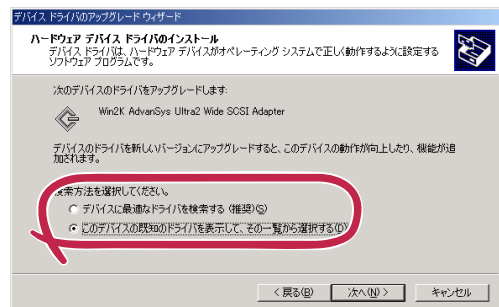 デバイス ドライバのアップグレード ウィザード
ハードウェア デバイス ドライバのインストール
デバイス ドライバは、ハードウェア デバイスがオペレーティング システムで正しく動作するように設定する
ソフトウェア プログラムです。
次のデバイスのドライバをアップグレードします:
Win2K AdvanSys Ultra2 Wide SCSI Adapter
デバイスのドライバを新しいバージョンにアップグレードすると、このデバイスの動作が向上したり、機能が追
加されます。
検索方法を選択してください。
デバイスに最適なドライバを検索する (推奨)(S)
このデバイスの既知のドライバを表示して、その一覧から選択する(D)
< 戻る(B) 次へ(N) > キャンセル